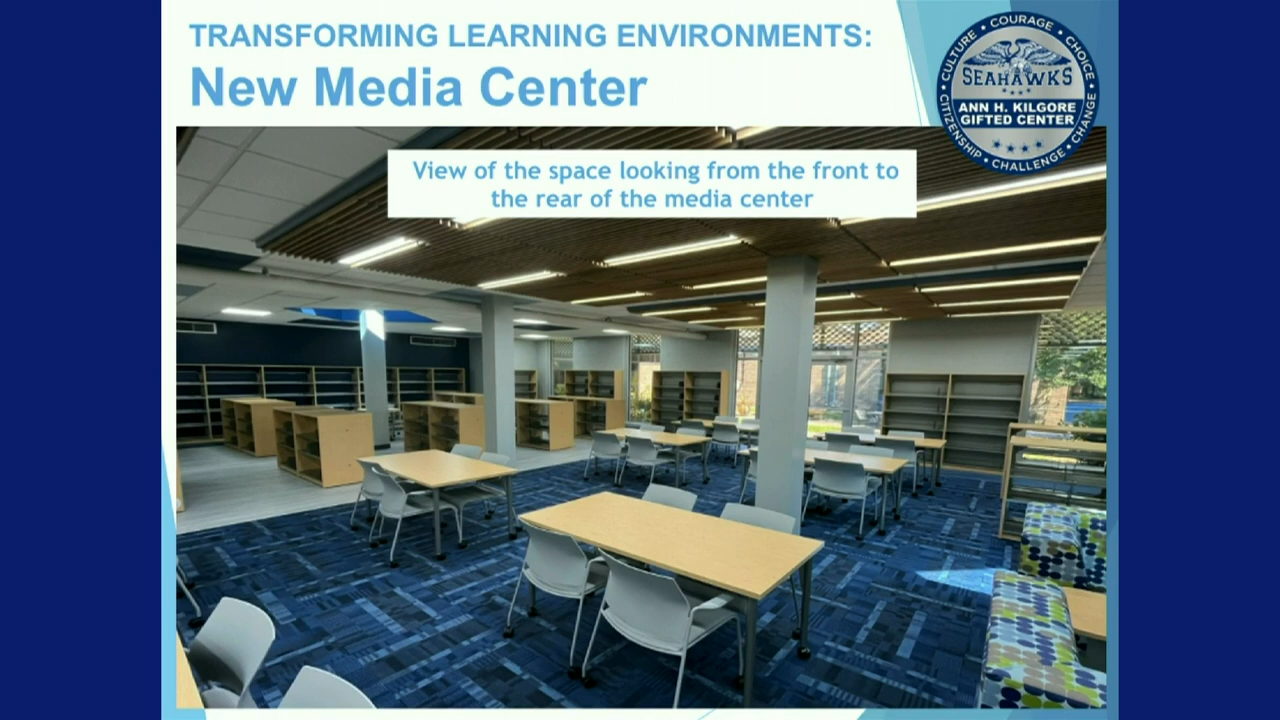 TRANSFORMING LEARNING ENVIRONMENTS:
New Media Center
View of the space looking from the front to
the rear of the media center
CITIZENSHIP • CULTURE • COURAGE • CHOICE • CHANGE • CHALLENGE •
SEAHAWKS
ANN H. KILGORE
GIFTED CENTER